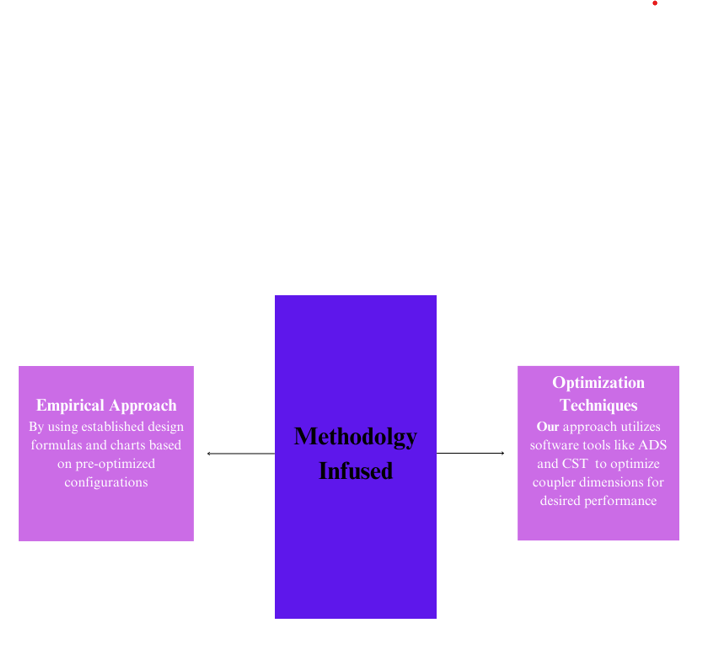 Empirical Approach
By using established design
formulas and charts based
on pre-optimized
configurations
Methodolgy
Infused
Optimization
Techniques
Our approach utilizes
software tools like ADS
and CST  to optimize
coupler dimensions for
desired performance